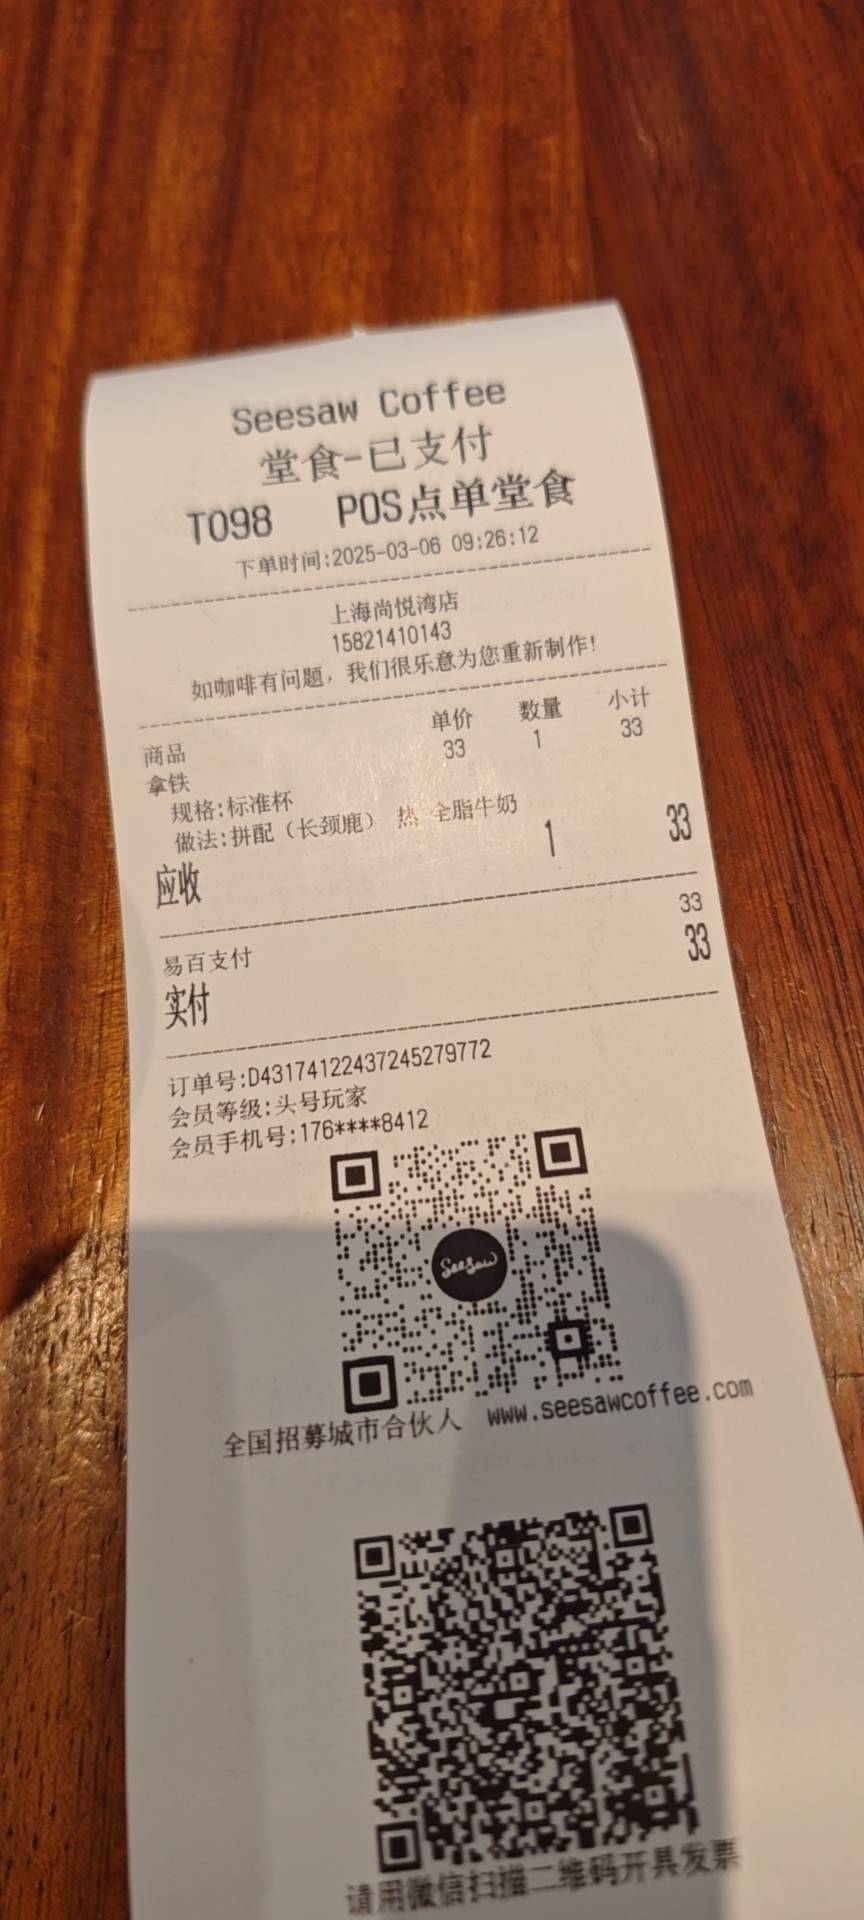 Seesaw Coffee
堂食-已支付
T098 POS点单堂食
下单时间:2025-03-06 09:26:12
上海尚悦湾店
15821410143
如咖啡有问题，我们很乐意为您重新制作!
商品 单价 数量 小计
拿铁 33 1 33
规格:标准杯
做法:拼配（长颈鹿） 热 全脂牛奶
应收 1 33
易百支付 33
实付 33
订单号:D43174122437245279772
会员等级:头号玩家
会员手机号:176****8412
SeeSaw
全国招募城市合伙人 www.seesawcoffee.com
请用微信扫描二维码开具发票